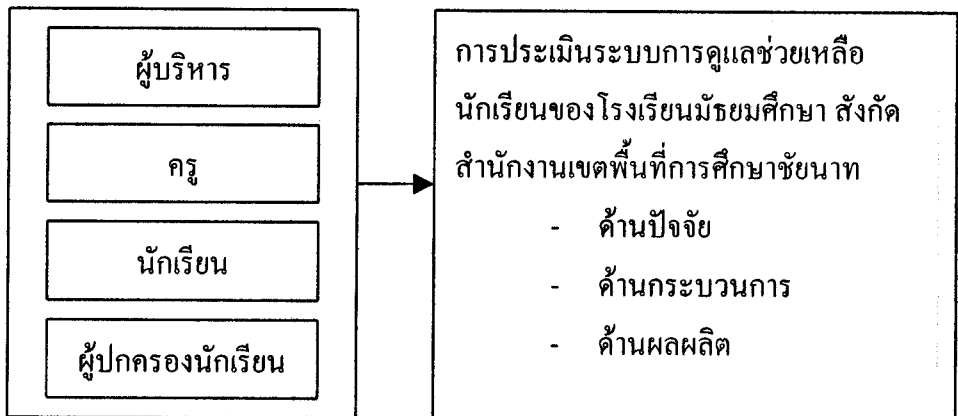 ผู้บริหาร
ครู
นักเรียน
ผู้ปกครองนักเรียน
การประเมินระบบการดูแลช่วยเหลือ
นักเรียนของโรงเรียนมัธยมศึกษา สังกัด
สำนักงานเขตพื้นที่การศึกษาชัยนาท
- ด้านปัจจัย
- ด้านกระบวนการ
- ด้านผลผลิต